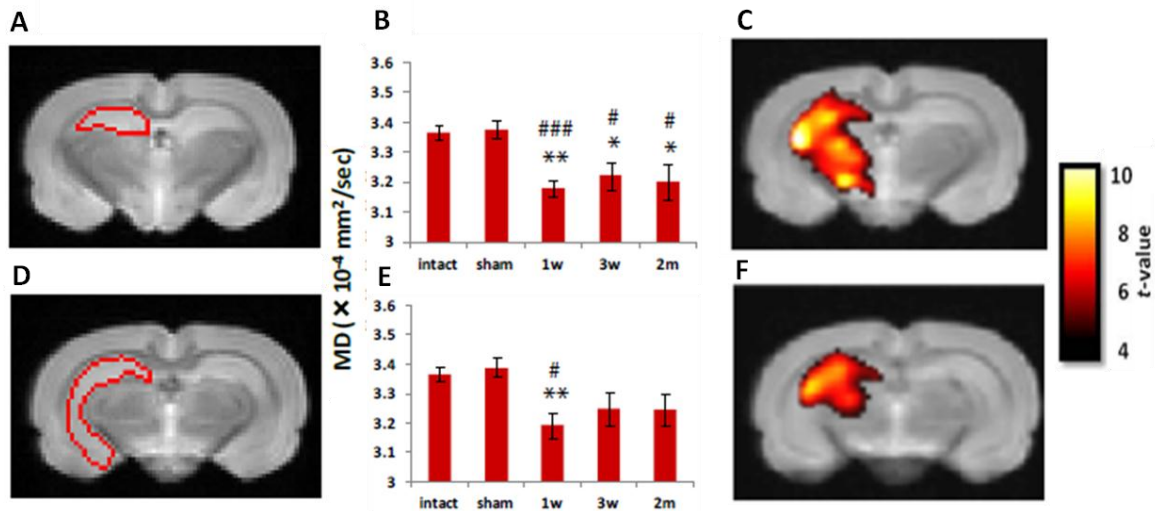 A
B
C
MD (× 10-4 mm2/sec)
3.6
3.5
3.4
3.3
3.2
3.1
3
###
**
#
*
#
*
intact sham 1w 3w 2m
10
8
6
4
t-value
D
E
F
3.6
3.5
3.4
3.3
3.2
3.1
3
#
**
intact sham 1w 3w 2m